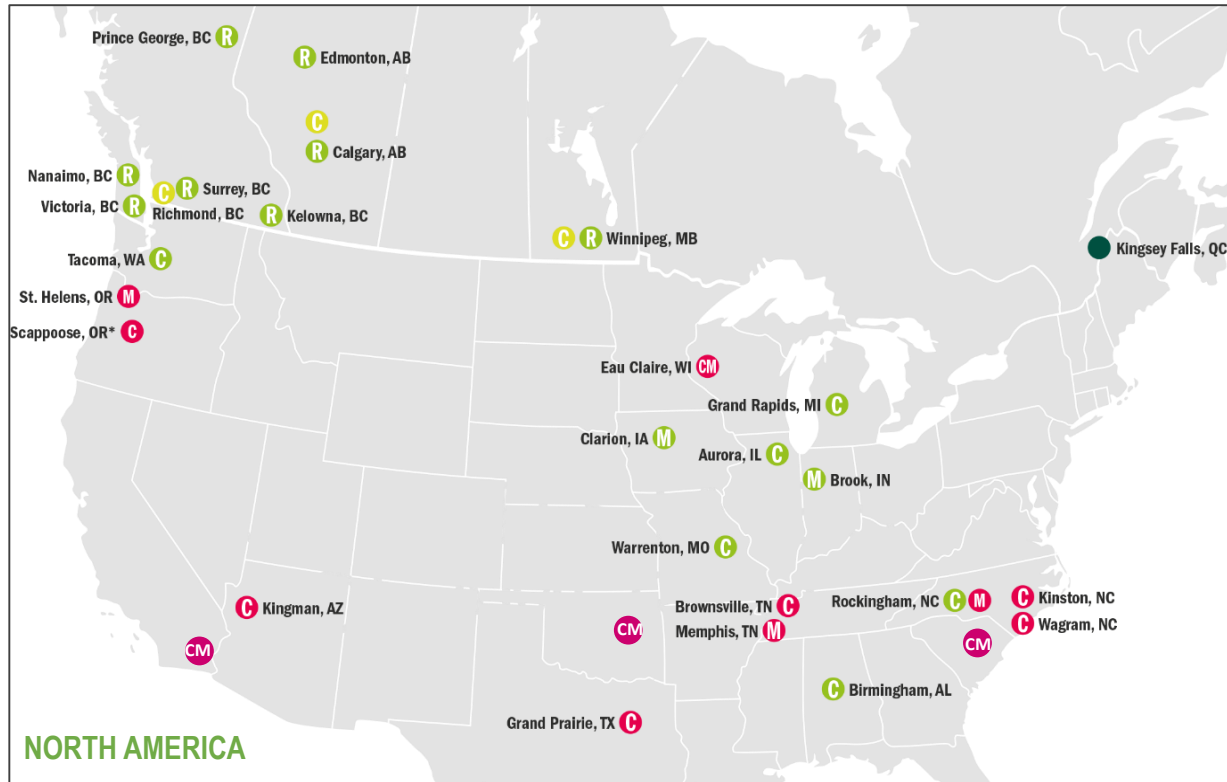 Prince George, BC R
R Edmonton, AB
C
R Calgary, AB
Nanaimo, BC R
C R Surrey, BC
Victoria, BC R
Richmond, BC
R Kelowna, BC
C R Winnipeg, MB
Kingsey Falls, QC
Tacoma, WA C
St. Helens, OR M
Scappoose, OR* C
Eau Claire, WI CM
Grand Rapids, MI C
Clarion, IA M
Aurora, IL C
M Brook, IN
Warrenton, MO C
C Kingman, AZ
Brownsville, TN C
Rockingham, NC C M
C Kinston, NC
CM
Memphis, TN M
C Wagram, NC
CM
CM
C Birmingham, AL
Grand Prairie, TX C
NORTH AMERICA